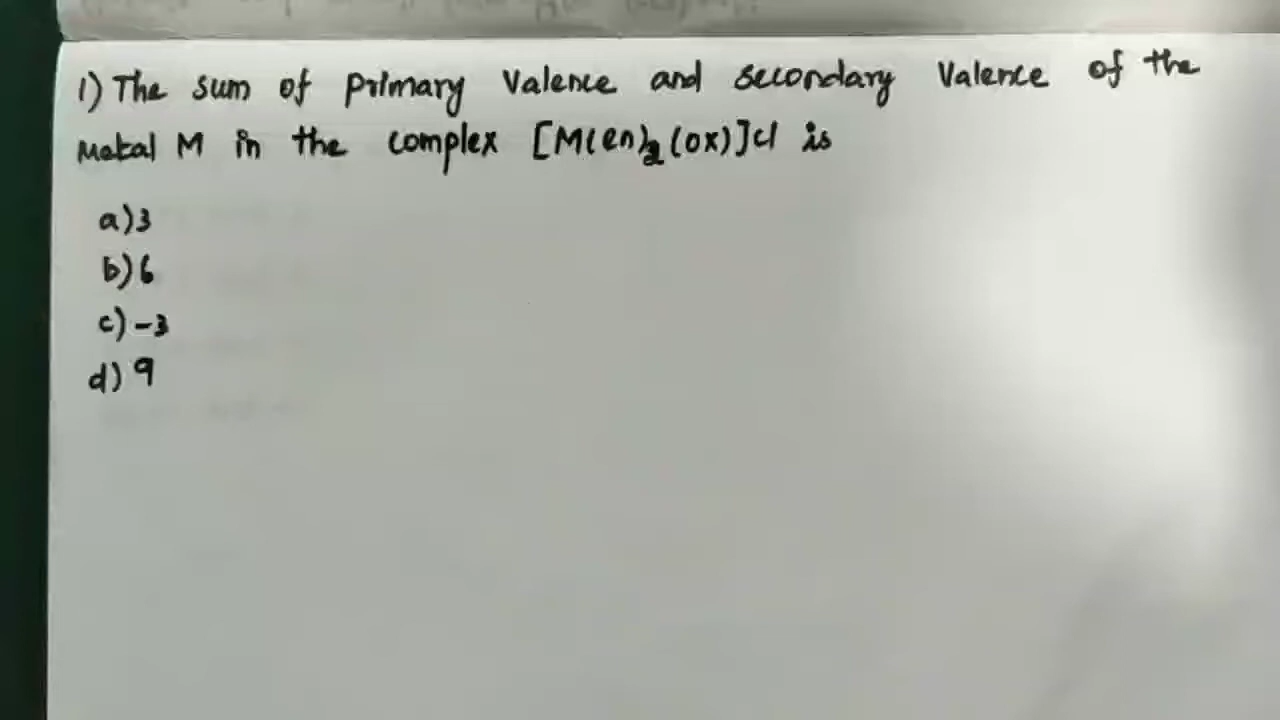 1) The sum of primary valence and secondary valence of the
metal M in the complex [M(en)₂(ox)]Cl is
a) 3
b) 6
c) -3
d) 9